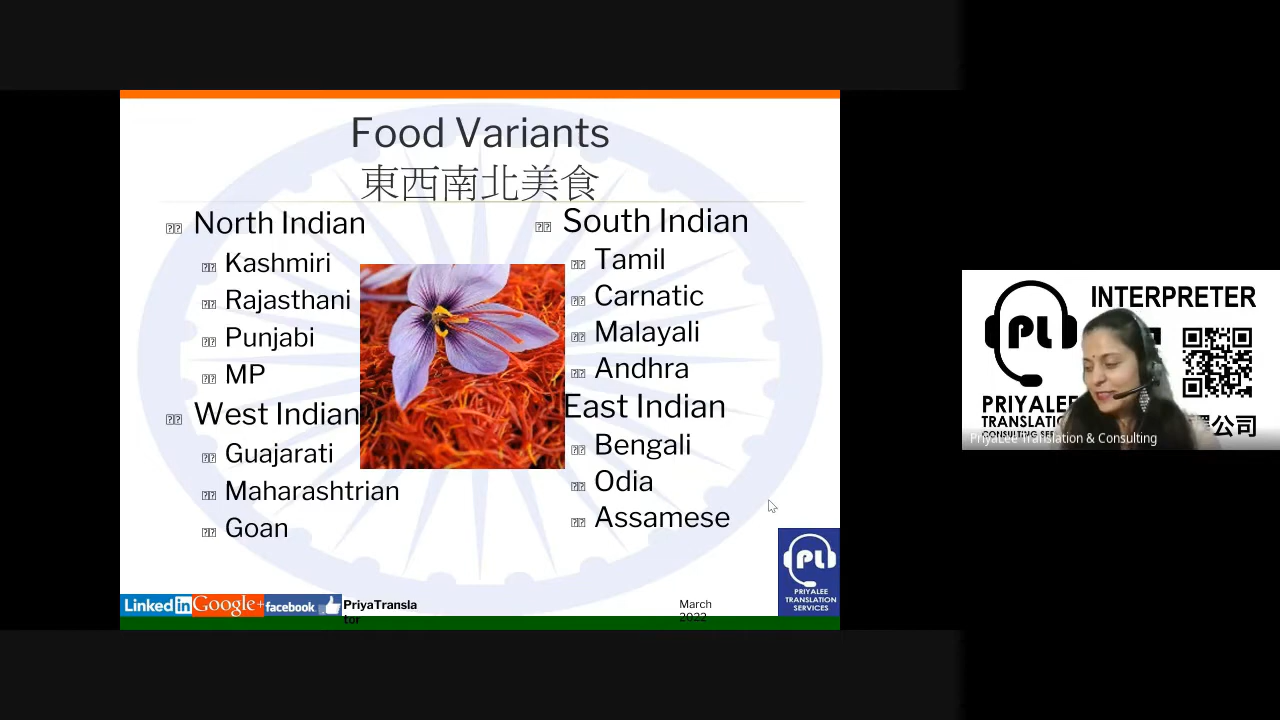 Food Variants
東西南北美食
North Indian
Kashmiri
Rajasthani
Punjabi
MP
West Indian
Guajarati
Maharashtrian
Goan
South Indian
Tamil
Carnatic
Malayali
Andhra
East Indian
Bengali
Odia
Assamese
Linked in
Google+
facebook
PriyaTransla
tor
March
2022
PL
PRIYALEE
TRANSLATION
SERVICES
INTERPRETER
PL
PRIYALEE
公司
PriyaLee Translation & Consulting